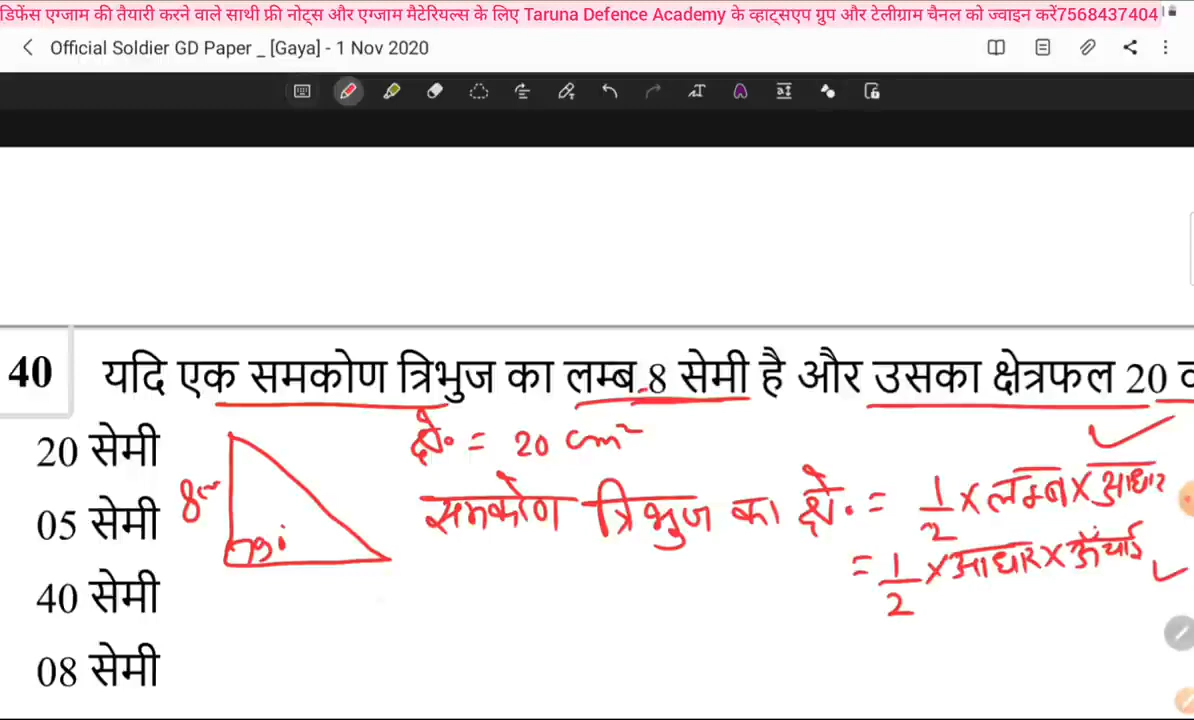 डिफेंस एग्जाम की तैयारी करने वाले साथी फ्री नोट्स और एग्जाम मैटेरियल्स के लिए Taruna Defence Academy के व्हाट्सएप ग्रुप और टेलीग्राम चैनल को ज्वाइन करें7568437404
Official Soldier GD Paper _ [Gaya] - 1 Nov 2020
40 यदि एक समकोण त्रिभुज का लम्ब 8 सेमी है और उसका क्षेत्रफल 20 व
20 सेमी
क्षे० = 20 cm²
05 सेमी
8cm
समकोण त्रिभुज का क्षे. = 1/2 × लम्ब × आधार
= 1/2 × आधार × ऊँचाई
40 सेमी
08 सेमी